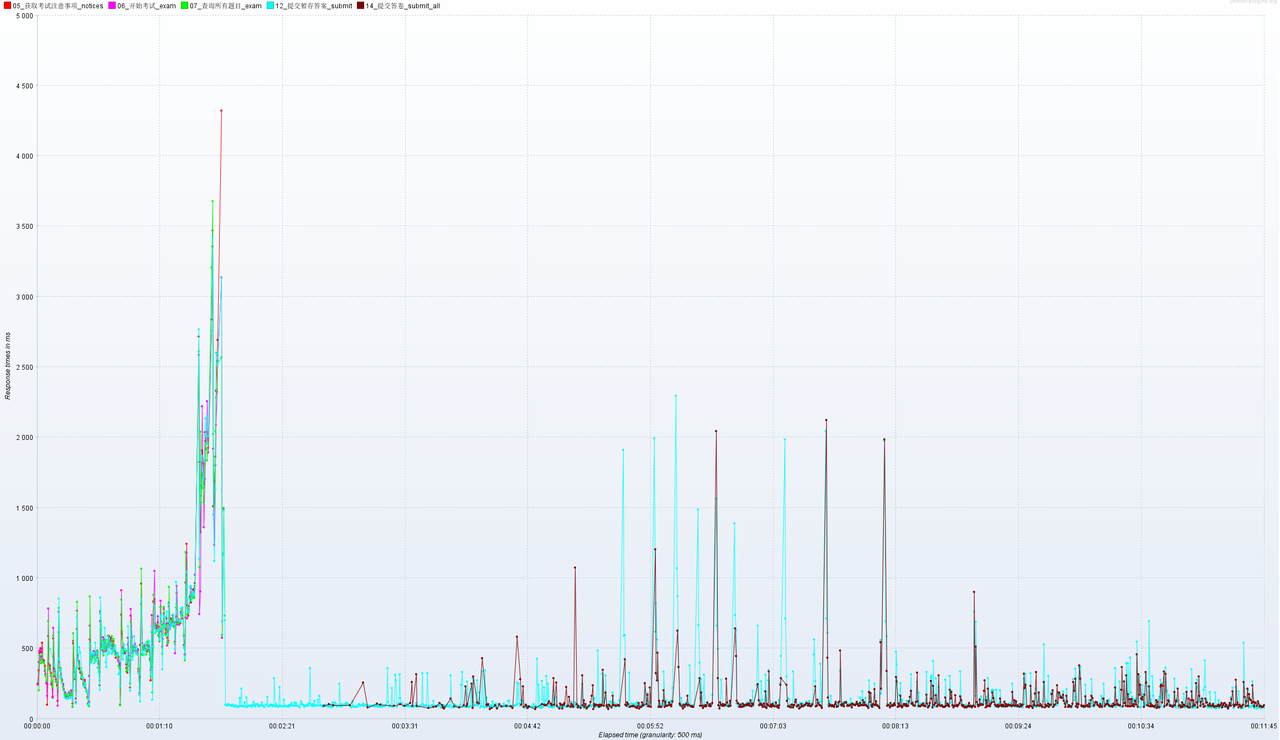 05_获取考试注意事项_notices 06_开始考试_exam 07_查询所有题目_exam 12_提交暂存答案_submit 14_提交答卷_submit_all
5 000
4 500
4 000
3 500
3 000
2 500
2 000
1 500
1 000
500
0
Response times in ms
00:00:00 00:01:10 00:02:21 00:03:31 00:04:42 00:05:52 00:07:03 00:08:13 00:09:24 00:10:34 00:11:45
Elapsed time (granularity: 500 ms)